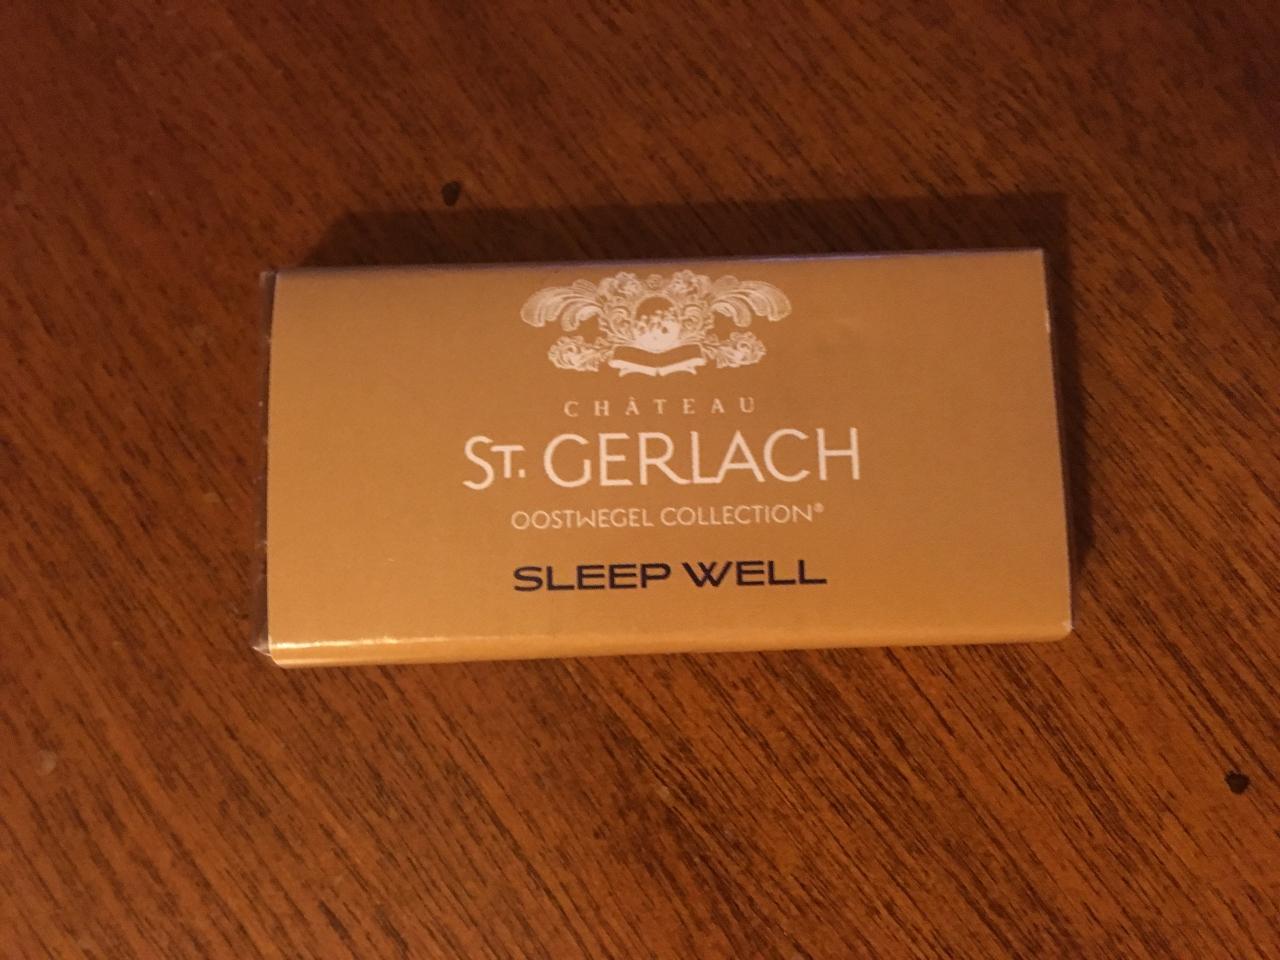 CHÂTEAU
ST. GERLACH
OOSTWEGEL COLLECTION®
SLEEP WELL